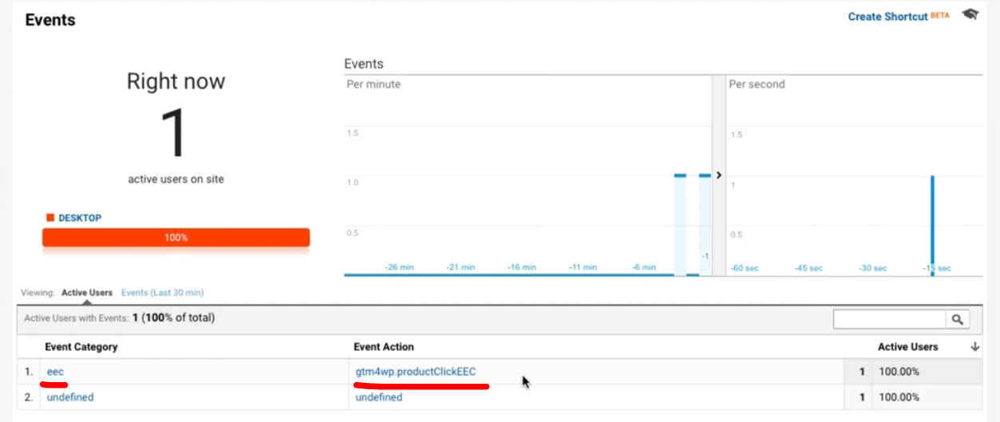 Events
Create Shortcut BETA
Right now
1
active users on site
DESKTOP
100%
Events
Per minute
1.5
1.0
0.5
-26 min -21 min -16 min -11 min -6 min -1 ...
Per second
1.5
1
0.5
-60 sec -45 sec -30 sec -15 sec
Viewing: Active Users Events (Last 30 min)
Active Users with Events: 1 (100% of total)
Event Category Event Action Active Users
1. eec gtm4wp.productClickEEC 1 100.00%
2. undefined undefined 1 100.00%